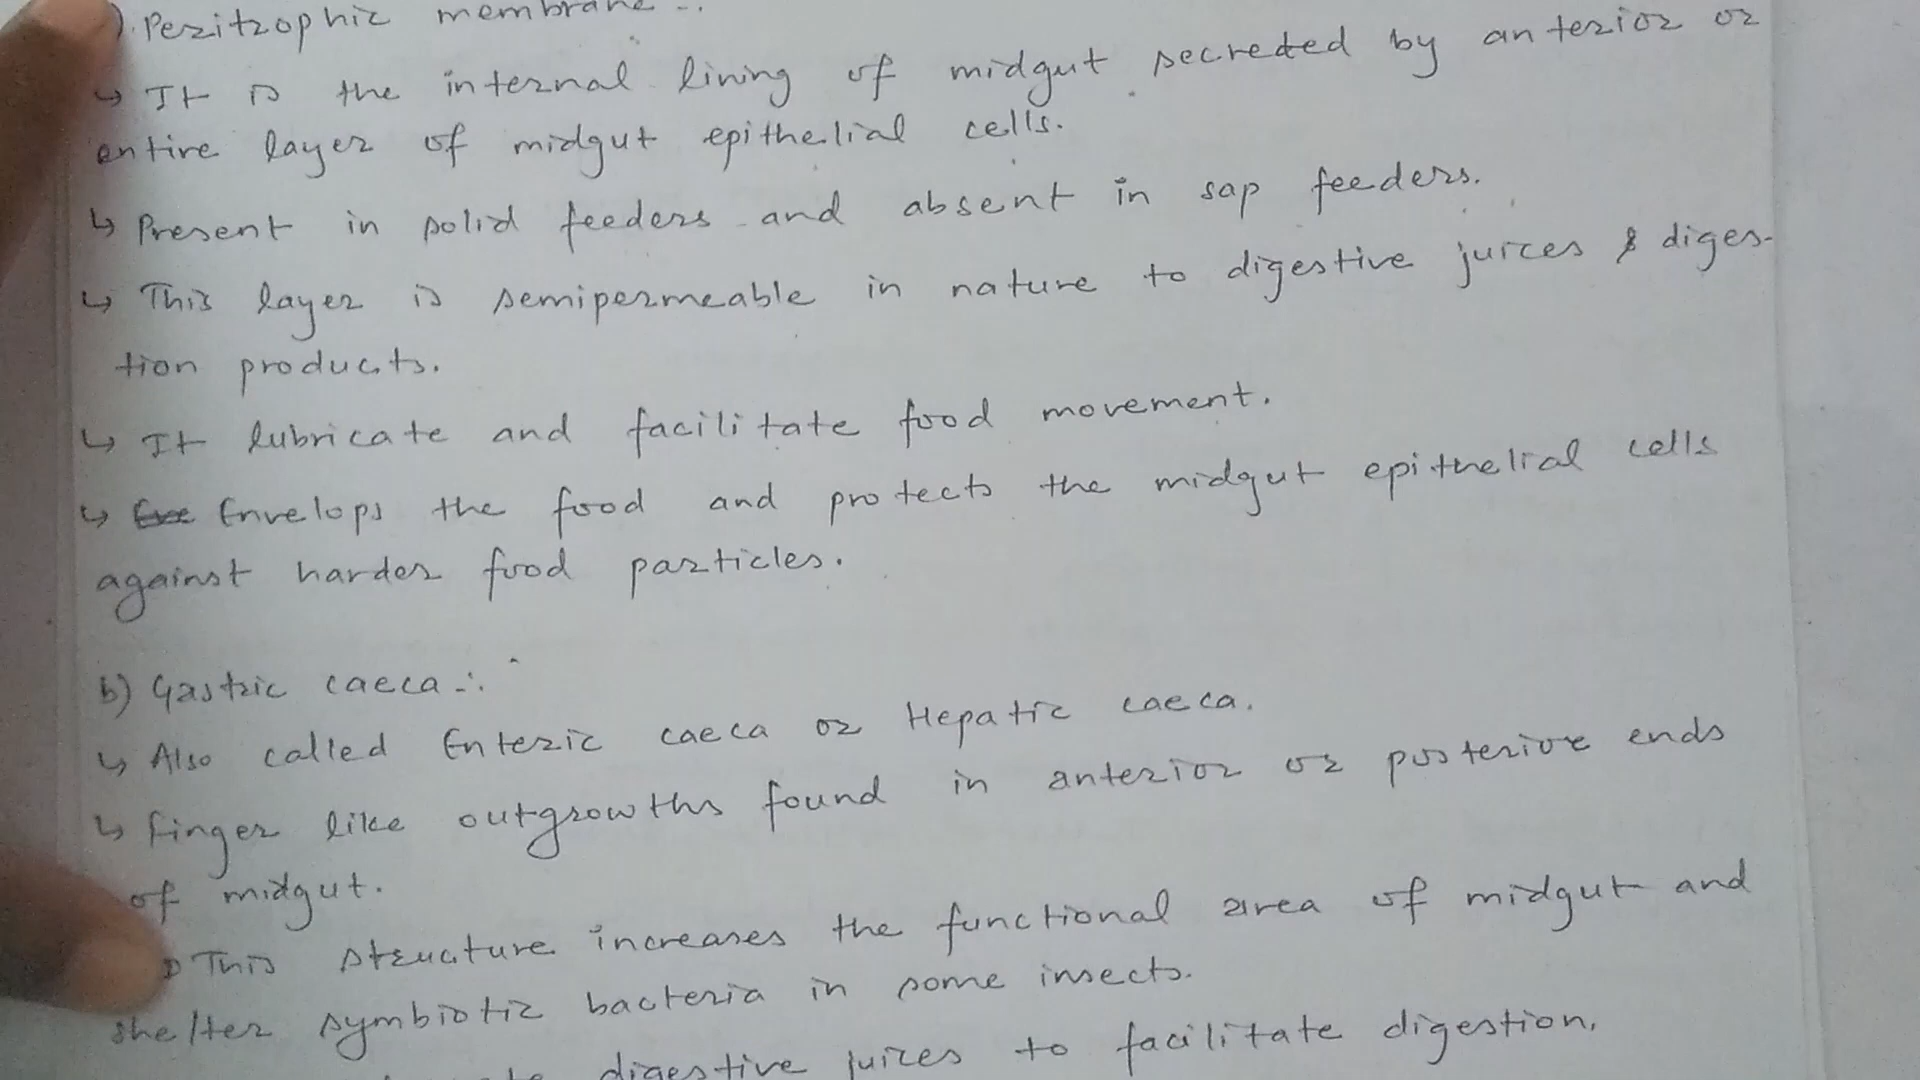 ). Peritrophic membrane :-
↳ It is the internal lining of midgut secreted by anterior or
entire layer of midgut epithelial cells.
↳ Present in solid feeders and absent in sap feeders.
↳ This layer is semipermeable in nature to digestive juices & diges-
tion products.
↳ It lubricate and facilitate food movement.
↳ Envelops the food and protects the midgut epithelial cells
against harder food particles.
b) Gastric caeca :-
↳ Also called Enteric caeca or Hepatic caeca.
↳ finger like outgrowths found in anterior or posterior ends
of midgut.
This structure increases the functional area of midgut and
shelter symbiotic bacteria in some insects.
digestive juices to facilitate digestion.